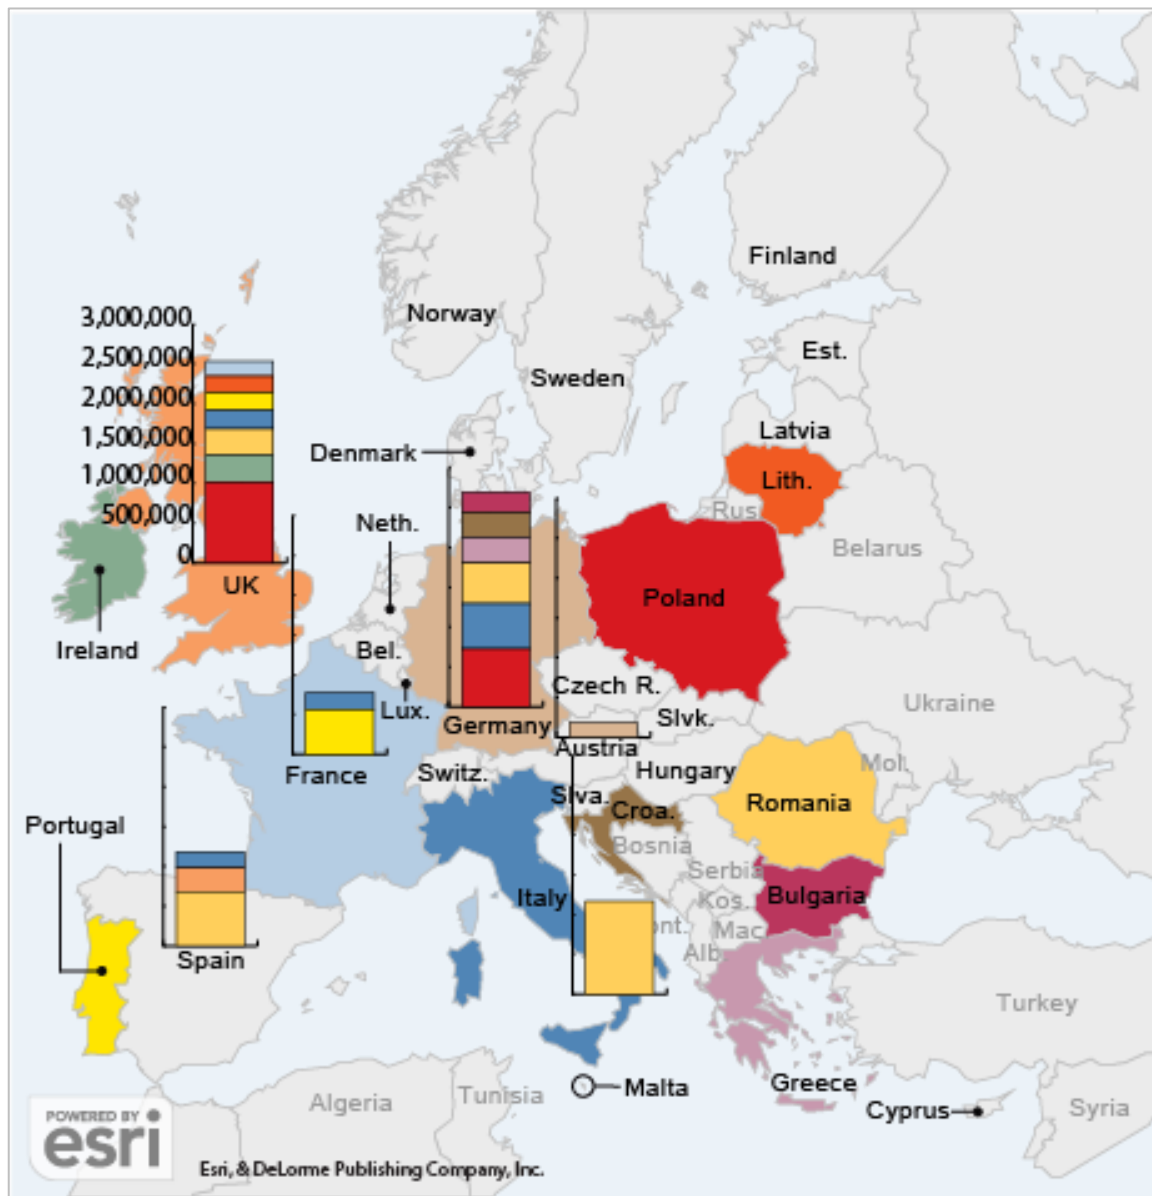 Finland
Norway
3,000,000
2,500,000
2,000,000
1,500,000
1,000,000
500,000
0
Est.
Sweden
Latvia
Denmark
Lith.
Rus
Neth.
Belarus
UK
Poland
Ireland
Bel.
Czech R.
Lux.
Slvk.
Ukraine
Germany
Austria
France
Switz.
Hungary
Mol.
Slva.
Croa.
Romania
Portugal
Bosnia
Serbia
Italy
Kos.
Bulgaria
ont.
Mac.
Alb.
Spain
Turkey
Malta
Greece
Tunisia
Algeria
Cyprus
Syria
POWERED BY
esri
Esri, & DeLorme Publishing Company, Inc.